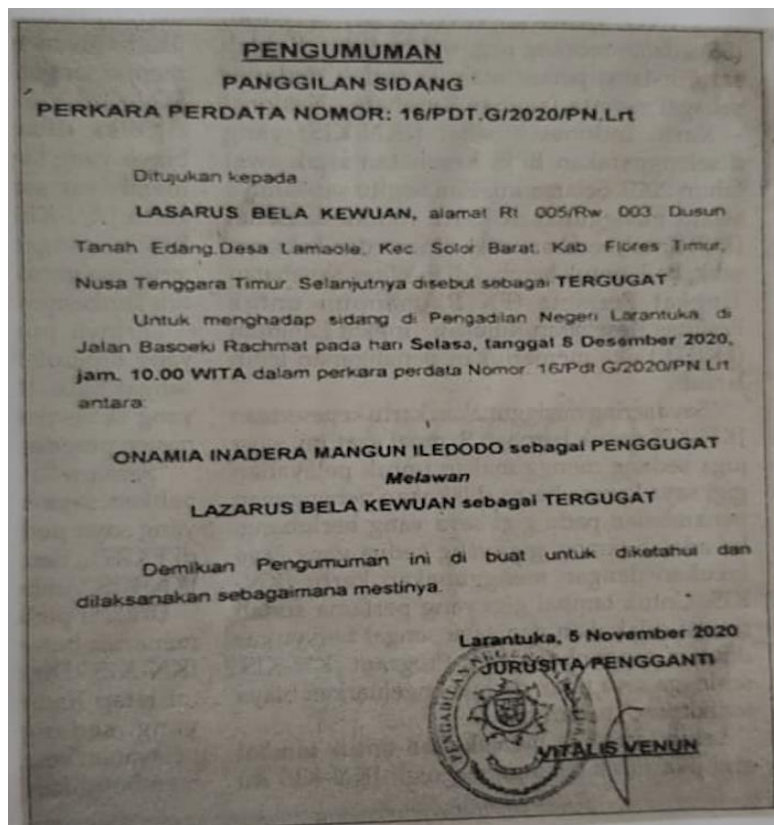 PENGUMUMAN
PANGGILAN SIDANG
PERKARA PERDATA NOMOR: 16/PDT.G/2020/PN.Lrt
Ditujukan kepada
LASARUS BELA KEWUAN, alamat Rt 005/Rw. 003. Dusun
Tanah Edang,Desa Lamaole, Kec. Solor Barat, Kab. Flores Timur,
Nusa Tenggara Timur. Selanjutnya disebut sebagai TERGUGAT
Untuk menghadap sidang di Pengadilan Negeri Larantuka, di
Jalan Basoeki Rachmat pada hari Selasa, tanggal 8 Desember 2020,
jam. 10.00 WITA dalam perkara perdata Nomor. 16/Pdt.G/2020/PN.Lrt
antara:
ONAMIA INADERA MANGUN ILEDODO sebagai PENGGUGAT
Melawan
LAZARUS BELA KEWUAN sebagai TERGUGAT
Demikian Pengumuman ini di buat untuk diketahui dan
dilaksanakan sebagaimana mestinya.
Larantuka, 5 November 2020
JURUSITA PENGGANTI
VITALIS VENUN